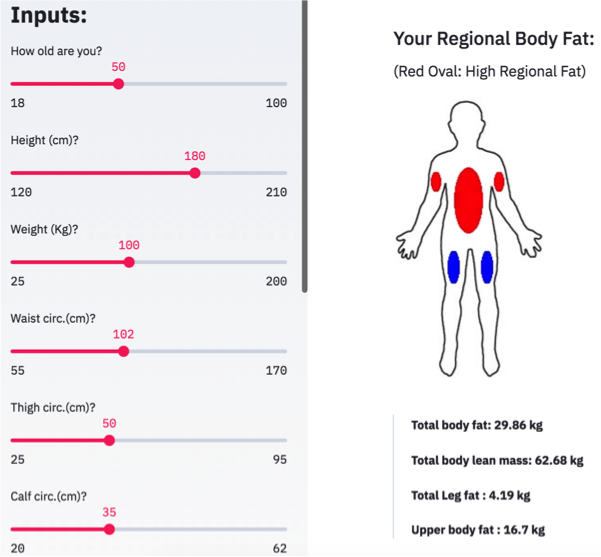 Inputs:
How old are you?
50
18 100
Height (cm)?
180
120 210
Weight (Kg)?
100
25 200
Waist circ.(cm)?
102
55 170
Thigh circ.(cm)?
50
25 95
Calf circ.(cm)?
35
20 62
Your Regional Body Fat:
(Red Oval: High Regional Fat)
Total body fat: 29.86 kg
Total body lean mass: 62.68 kg
Total Leg fat : 4.19 kg
Upper body fat : 16.7 kg